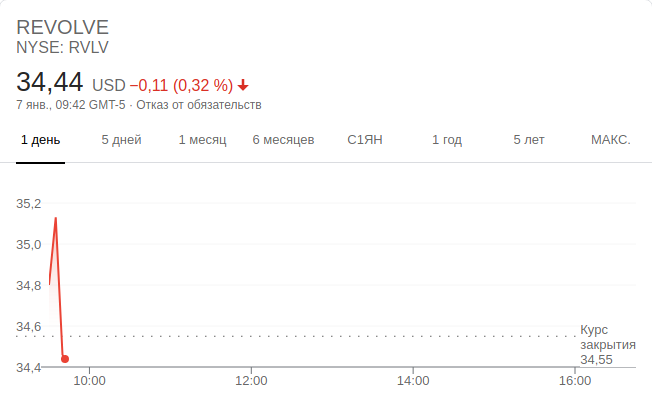 REVOLVE
NYSE: RVLV
34,44 USD −0,11 (0,32 %)
7 янв., 09:42 GMT-5 · Отказ от обязательств
1 день 5 дней 1 месяц 6 месяцев С1ЯН 1 год 5 лет МАКС.
35,2
35,0
34,8
34,6
Курс
закрытия
34,55
34,4
10:00 12:00 14:00 16:00